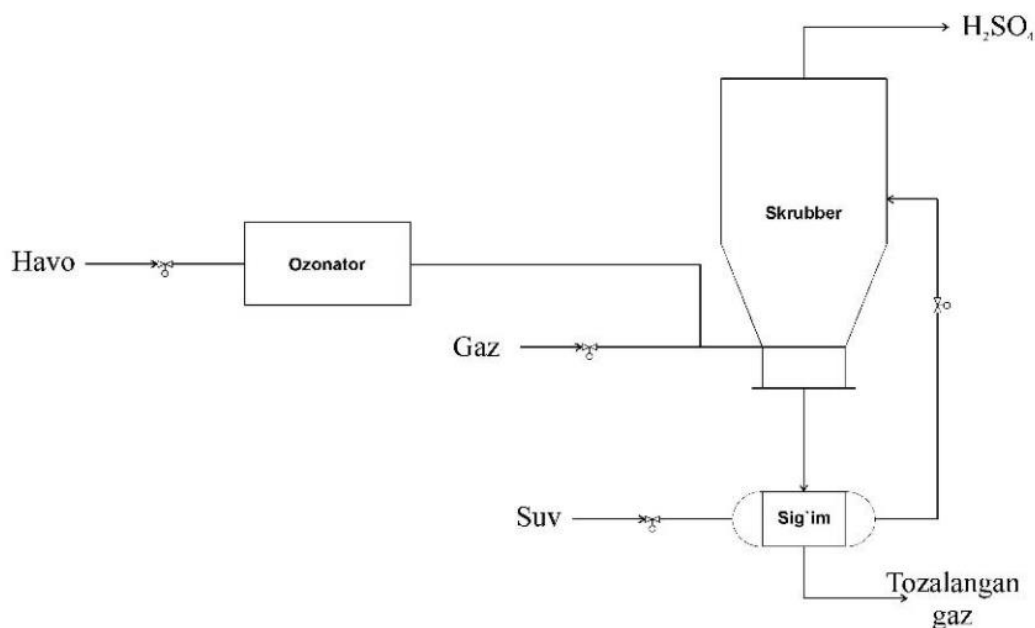 H₂SO₄
Skrubber
Havo
Ozonator
Gaz
Suv
Sig`im
Tozalangan
gaz